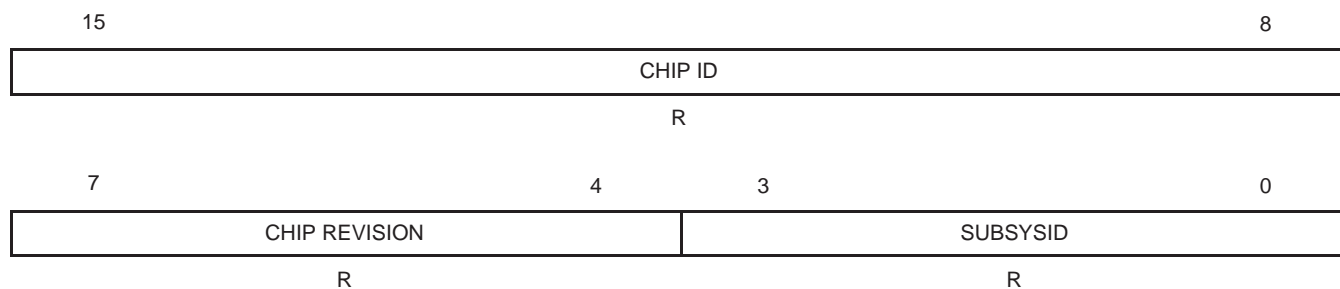 15 8
CHIP ID
R
7 4 3 0
CHIP REVISION SUBSYSID
R R